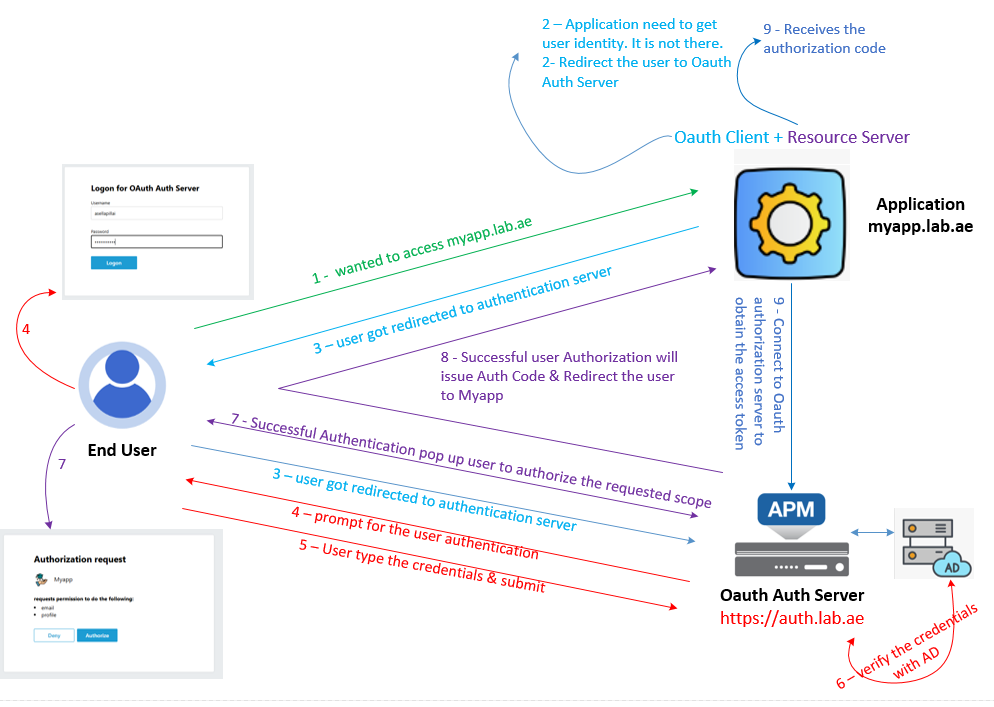 2 – Application need to get
user identity. It is not there.
2- Redirect the user to Oauth
Auth Server
9 - Receives the
authorization code
Oauth Client + Resource Server
Application
myapp.lab.ae
Logon for OAuth Auth Server
Username
Password
Logon
1 - wanted to access myapp.lab.ae
3 – user got redirected to authentication server
4
8 - Successful user Authorization will
issue Auth Code & Redirect the user
to Myapp
9 - Connect to Oauth
authorization server to
obtain the access token
End User
7
7 - Successful Authentication pop up user to authorize the requested scope
3 – user got redirected to authentication server
4 – prompt for the user authentication
5 – User type the credentials & submit
APM
AD
Oauth Auth Server
https://auth.lab.ae
6 – verify the credentials
with AD
Authorization request
Myapp
requests permission to do the following:
email
profile
Deny
Authorize